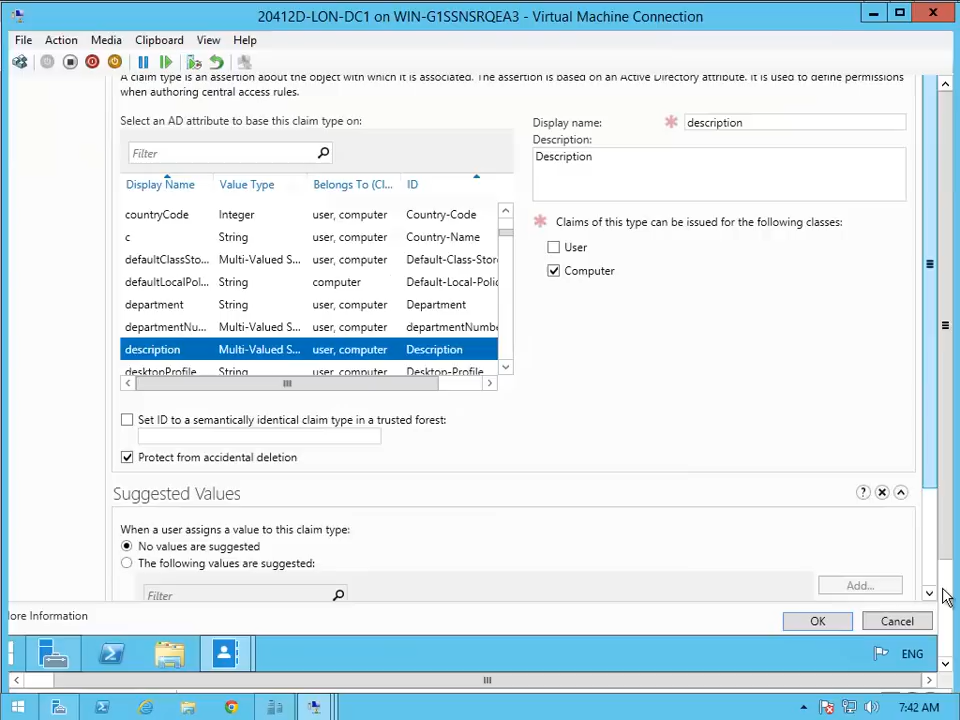 20412D-LON-DC1 on WIN-G1SSNSRQEA3 - Virtual Machine Connection
File Action Media Clipboard View Help
A claim type is an assertion about the object with which it is associated. The assertion is based on an Active Directory attribute. It is used to define permissions
when authoring central access rules.
Select an AD attribute to base this claim type on:
Display name:
description
Filter
Description:
Description
Display Name Value Type Belongs To (Cl... ID
countryCode Integer user, computer Country-Code
c String user, computer Country-Name
defaultClassSto... Multi-Valued S... user, computer Default-Class-Store
defaultLocalPol... String computer Default-Local-Polic
department String user, computer Department
departmentNu... Multi-Valued S... user, computer departmentNumbe
description Multi-Valued S... user, computer Description
desktopProfile String user, computer Desktop-Profile
Claims of this type can be issued for the following classes:
User
Computer
Set ID to a semantically identical claim type in a trusted forest:
Protect from accidental deletion
Suggested Values
When a user assigns a value to this claim type:
No values are suggested
The following values are suggested:
Filter
Add...
ore Information
OK Cancel
ENG
7:42 AM